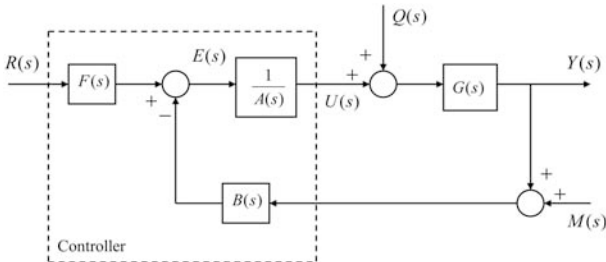 Q(s)
R(s)
E(s)
Y(s)
F(s)
+
−
1
A(s)
+
+
U(s)
G(s)
B(s)
+
+
M(s)
Controller